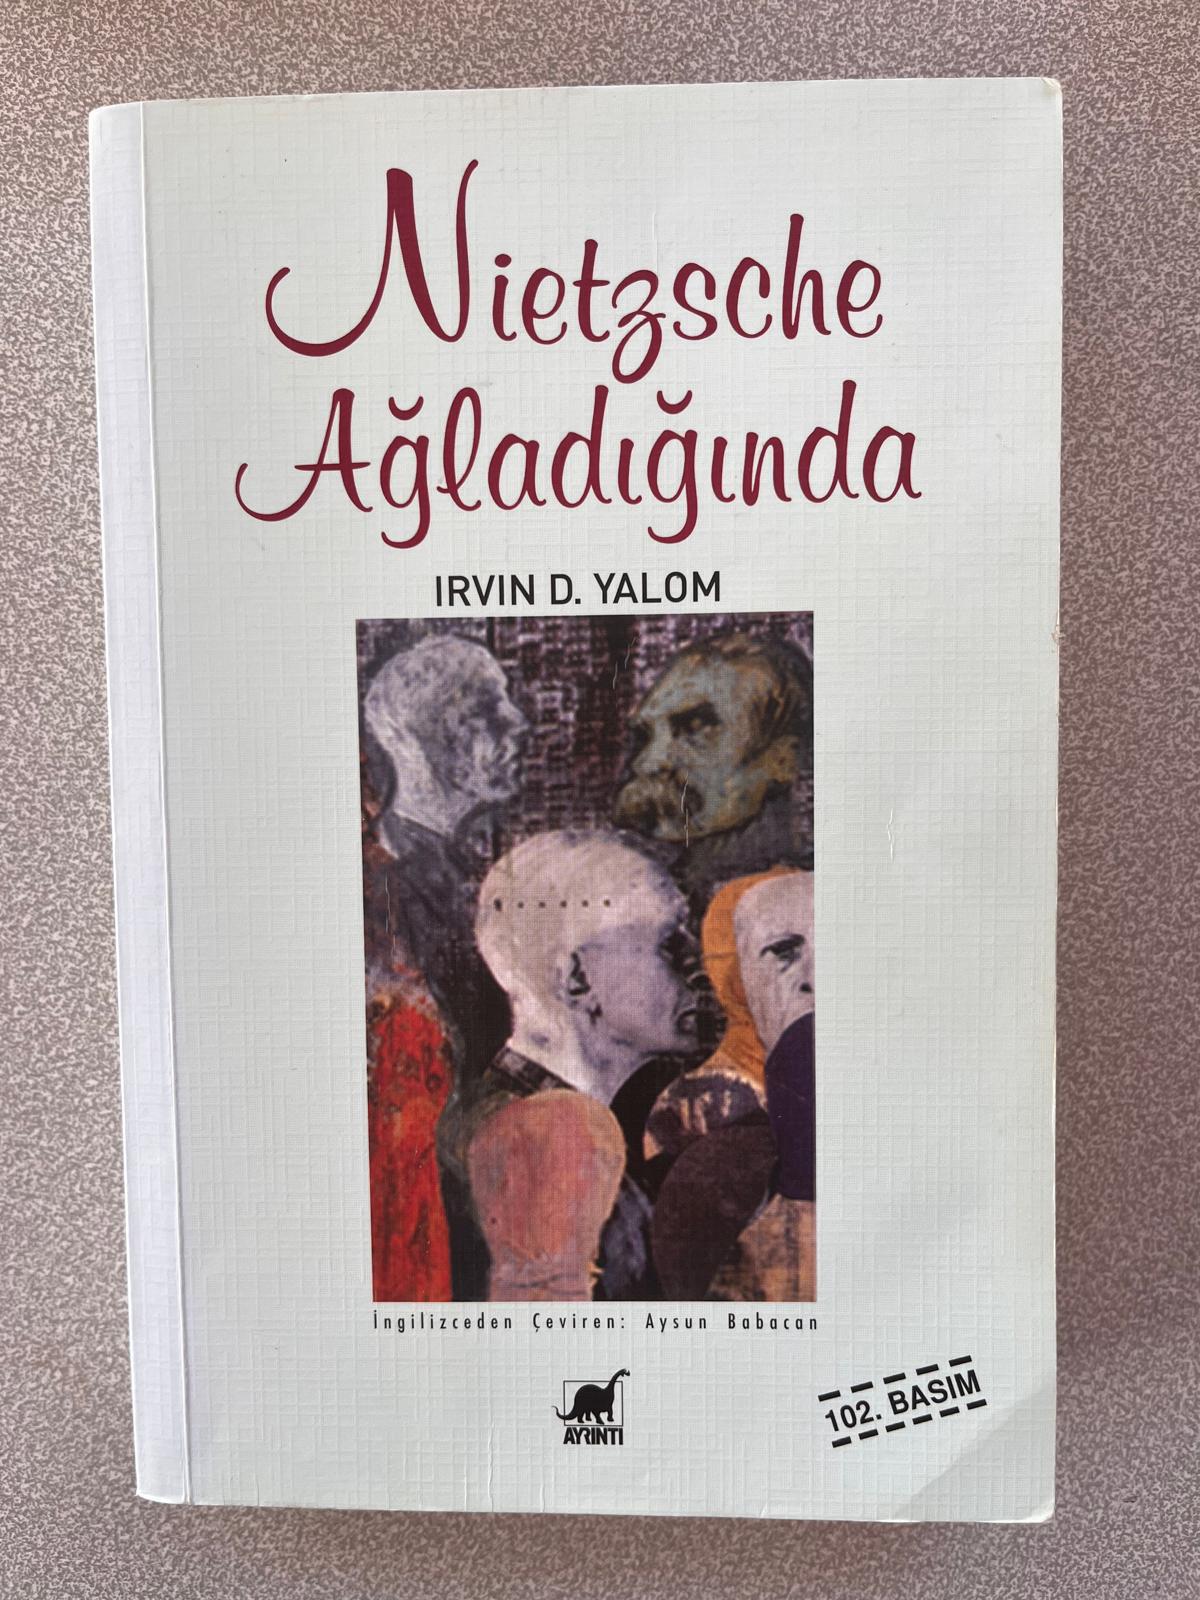 Nietzsche
Ağladığında
IRVIN D. YALOM
İngilizceden Çeviren: Aysun Babacan
AYRINTI
102. BASIM